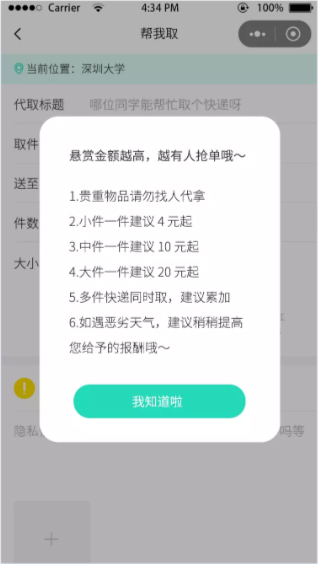 Carrier 4:34 PM 100%
帮我取
当前位置：深圳大学
代取标题 哪位同学能帮忙取个快递呀
取件
送至
件数
大小
悬赏金额越高，越有人抢单哦～
1.贵重物品请勿找人代拿
2.小件一件建议 4 元起
3.中件一件建议 10 元起
4.大件一件建议 20 元起
5.多件快递同时取，建议累加
6.如遇恶劣天气，建议稍稍提高
您给予的报酬哦～
我知道啦
隐私 吗等